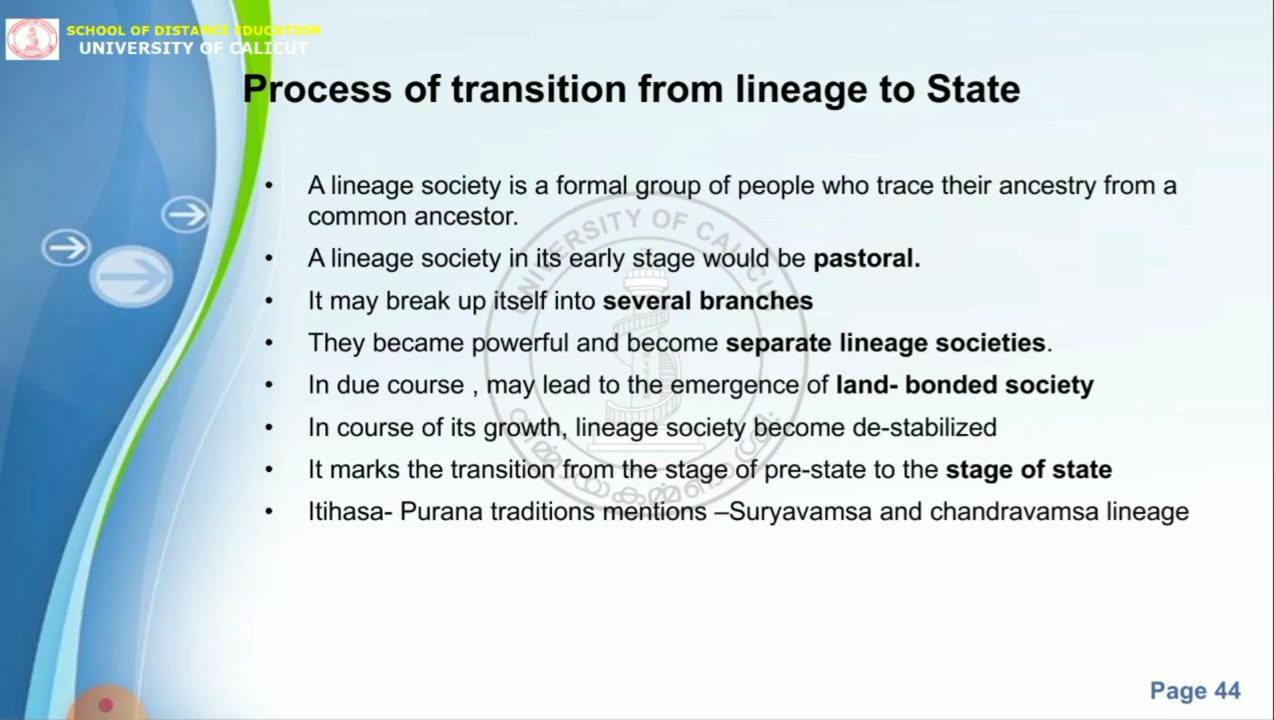 SCHOOL OF DISTANCE EDUCATION
UNIVERSITY OF CALICUT
Process of transition from lineage to State
• A lineage society is a formal group of people who trace their ancestry from a
common ancestor.
• A lineage society in its early stage would be pastoral.
• It may break up itself into several branches
• They became powerful and become separate lineage societies.
• In due course , may lead to the emergence of land- bonded society
• In course of its growth, lineage society become de-stabilized
• It marks the transition from the stage of pre-state to the stage of state
• Itihasa- Purana traditions mentions –Suryavamsa and chandravamsa lineage
UNIVERSITY OF CALICUT
Page 44